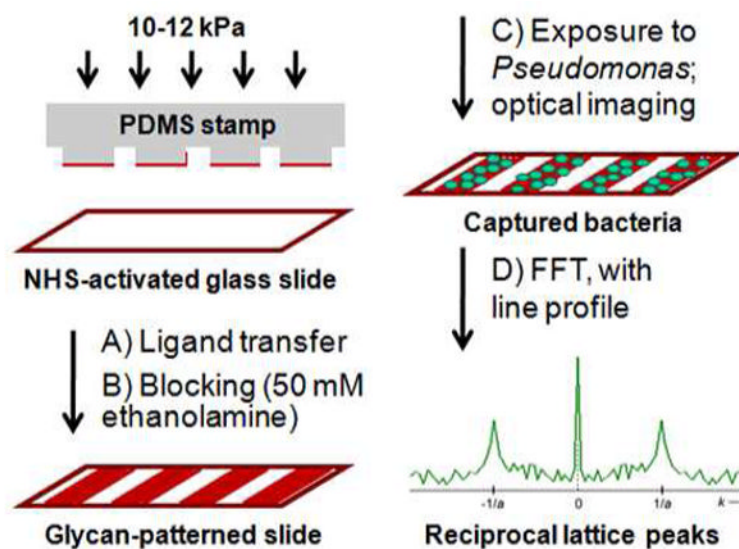 10-12 kPa
PDMS stamp
NHS-activated glass slide
A) Ligand transfer
B) Blocking (50 mM
ethanolamine)
Glycan-patterned slide
C) Exposure to
Pseudomonas;
optical imaging
Captured bacteria
D) FFT, with
line profile
-1/a 0 1/a k
Reciprocal lattice peaks